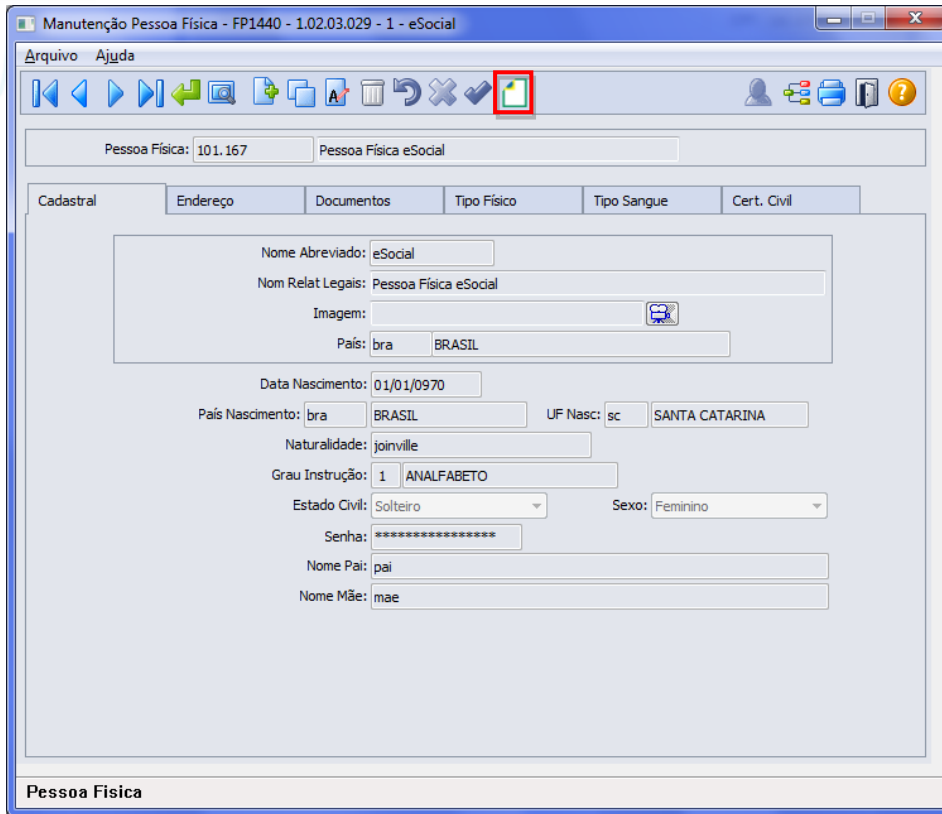 Manutenção Pessoa Física - FP1440 - 1.02.03.029 - 1 - eSocial
Arquivo Ajuda
Pessoa Física: 101.167 Pessoa Física eSocial
Cadastral Endereço Documentos Tipo Físico Tipo Sangue Cert. Civil
Nome Abreviado: eSocial
Nom Relat Legais: Pessoa Física eSocial
Imagem:
País: bra BRASIL
Data Nascimento: 01/01/0970
País Nascimento: bra BRASIL UF Nasc: sc SANTA CATARINA
Naturalidade: joinville
Grau Instrução: 1 ANALFABETO
Estado Civil: Solteiro Sexo: Feminino
Senha: ****************
Nome Pai: pai
Nome Mãe: mae
Pessoa Fisica